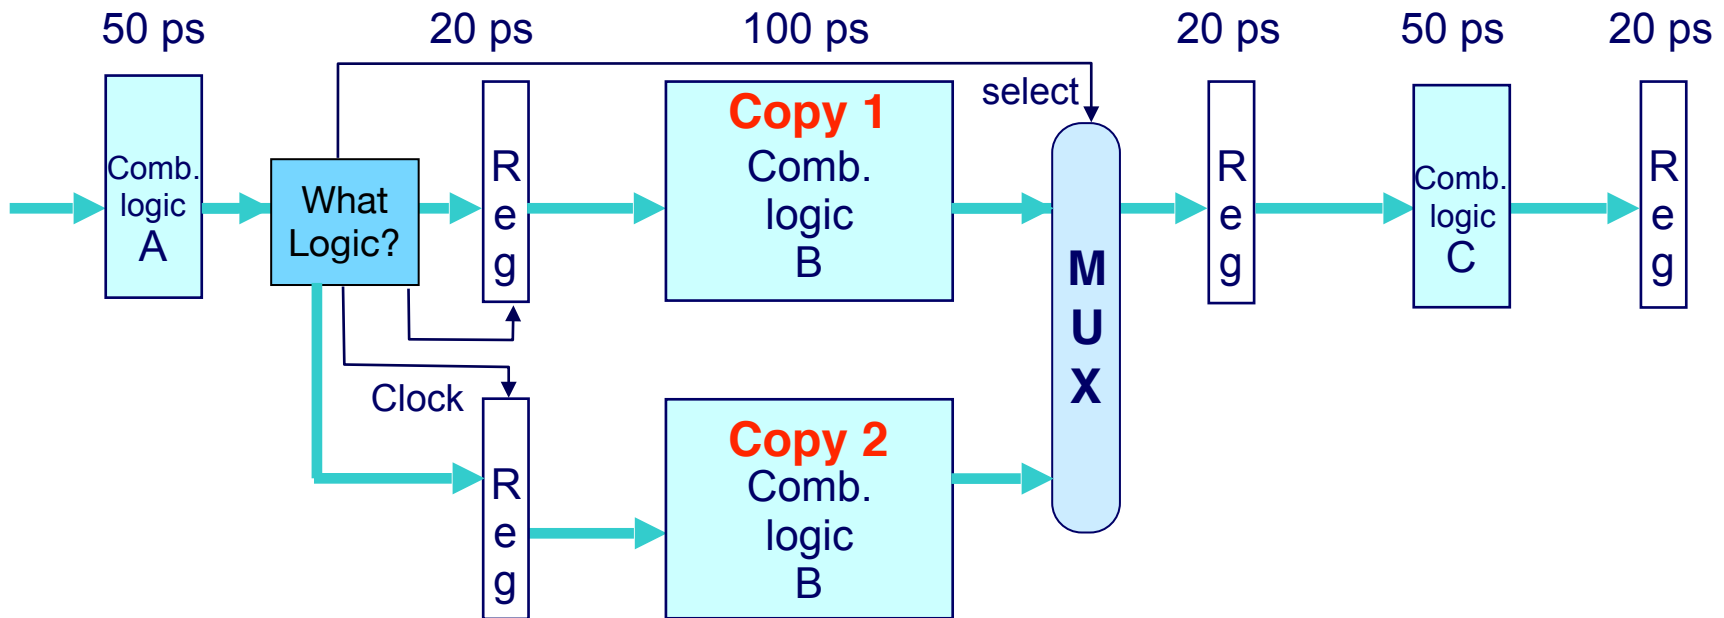 50 ps
20 ps
100 ps
20 ps
50 ps
20 ps
select
Comb.
logic
A
What
Logic?
R
e
g
Copy 1
Comb.
logic
B
M
U
X
R
e
g
Comb.
logic
C
R
e
g
Clock
R
e
g
Copy 2
Comb.
logic
B